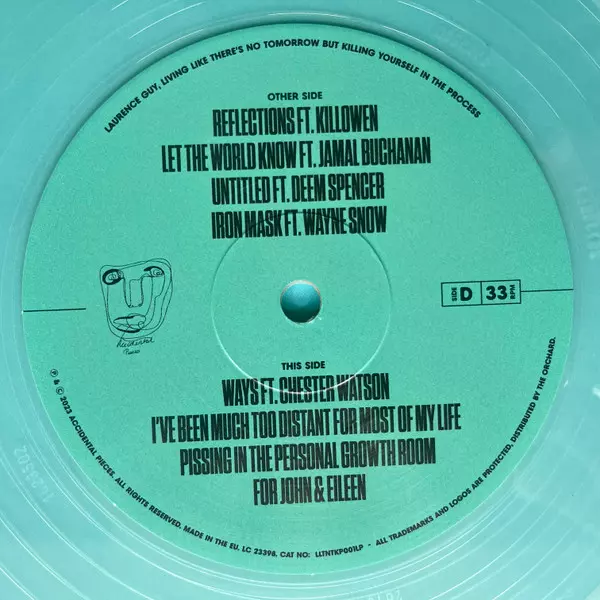 LAURENCE GUY, LIVING LIKE THERE'S NO TOMORROW BUT KILLING YOURSELF IN THE PROCESS
OTHER SIDE
REFLECTIONS FT. KILLOWEN
LET THE WORLD KNOW FT. JAMAL BUCHANAN
UNTITLED FT. DEEM SPENCER
IRON MASK FT. WAYNE SNOW
Accidental
Pieces
SIDE D 33 RPM
THIS SIDE
WAYS FT. CHESTER WATSON
I'VE BEEN MUCH TOO DISTANT FOR MOST OF MY LIFE
PISSING IN THE PERSONAL GROWTH ROOM
FOR JOHN & EILEEN
℗ & © 2023 ACCIDENTAL PIECES. ALL RIGHTS RESERVED. MADE IN THE EU. LC 23398. CAT NO: LLTNTKP001LP - ALL TRADEMARKS AND LOGOS ARE PROTECTED, DISTRIBUTED BY THE ORCHARD.